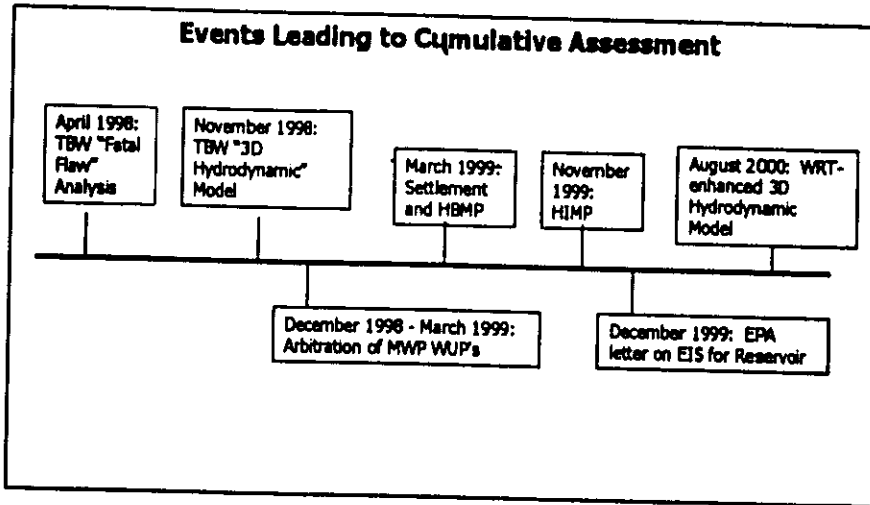 Events Leading to Cumulative Assessment
April 1998:
TBW "Fatal
Flaw"
Analysis
November 1998:
TBW "3D
Hydrodynamic"
Model
March 1999:
Settlement
and HBMP
November
1999:
HIMP
August 2000: WRT-
enhanced 3D
Hydrodynamic
Model
December 1998 - March 1999:
Arbitration of MWP WUP's
December 1999: EPA
letter on EIS for Reservoir